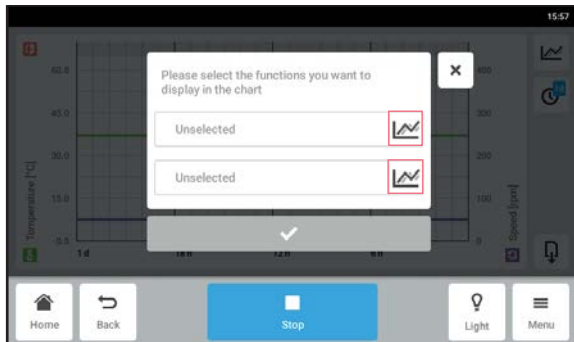 15:57
Please select the functions you want to
display in the chart
Unselected
Unselected
60.0
45.0
30.0
15.0
Temperature [°C]
400
300
200
100
0
Speed [rpm]
1 d
18 h
12 h
6 h
Home
Back
Stop
Light
Menu